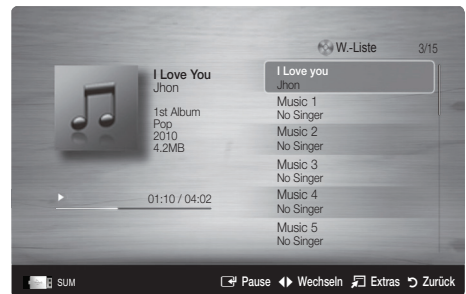 W.-Liste 3/15
I Love You
Jhon
1st Album
Pop
2010
4.2MB
01:10 / 04:02
I Love you
Jhon
Music 1
No Singer
Music 2
No Singer
Music 3
No Singer
Music 4
No Singer
Music 5
No Singer
SUM Pause Wechseln Extras Zurück